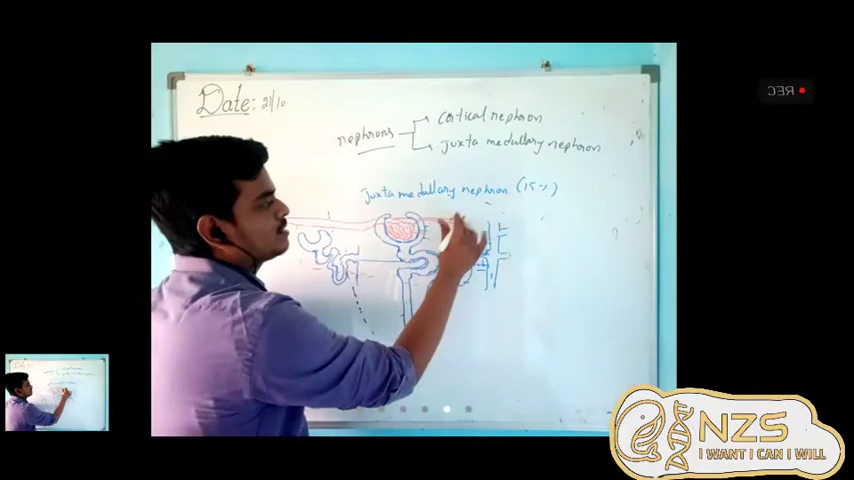 Date: 21/10
nephrons
Cortical nephron
Juxta medullary nephron
Juxta medullary nephron (15%)
REC
NZS
I WANT I CAN I WILL